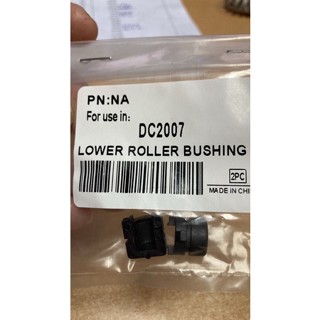 PN:NA
For use in:
DC2007
LOWER ROLLER BUSHING
2PC
MADE IN CHI